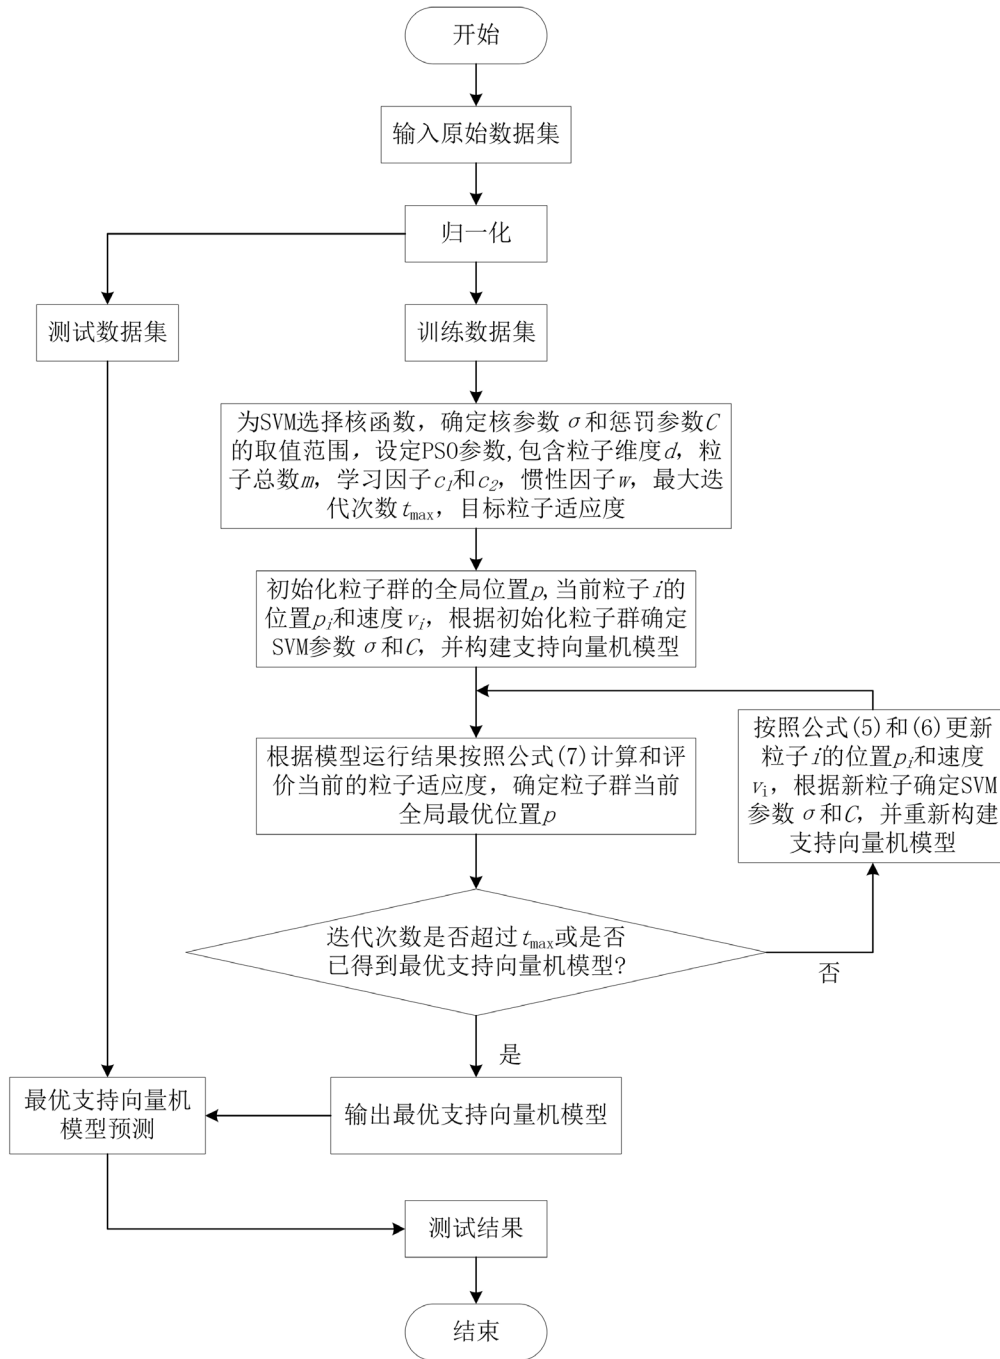 开始
输入原始数据集
归一化
测试数据集
训练数据集
为SVM选择核函数，确定核参数σ和惩罚参数C
的取值范围，设定PSO参数,包含粒子维度d，粒
子总数m，学习因子c₁和c₂，惯性因子w，最大迭
代次数tmax，目标粒子适应度
初始化粒子群的全局位置p,当前粒子i的
位置pᵢ和速度vᵢ，根据初始化粒子群确定
SVM参数σ和C，并构建支持向量机模型
根据模型运行结果按照公式(7)计算和评
价当前的粒子适应度，确定粒子群当前
全局最优位置p
按照公式(5)和(6)更新
粒子i的位置pᵢ和速度
vᵢ，根据新粒子确定SVM
参数σ和C，并重新构建
支持向量机模型
迭代次数是否超过tmax或是否
已得到最优支持向量机模型?
否
是
最优支持向量机
模型预测
输出最优支持向量机模型
测试结果
结束